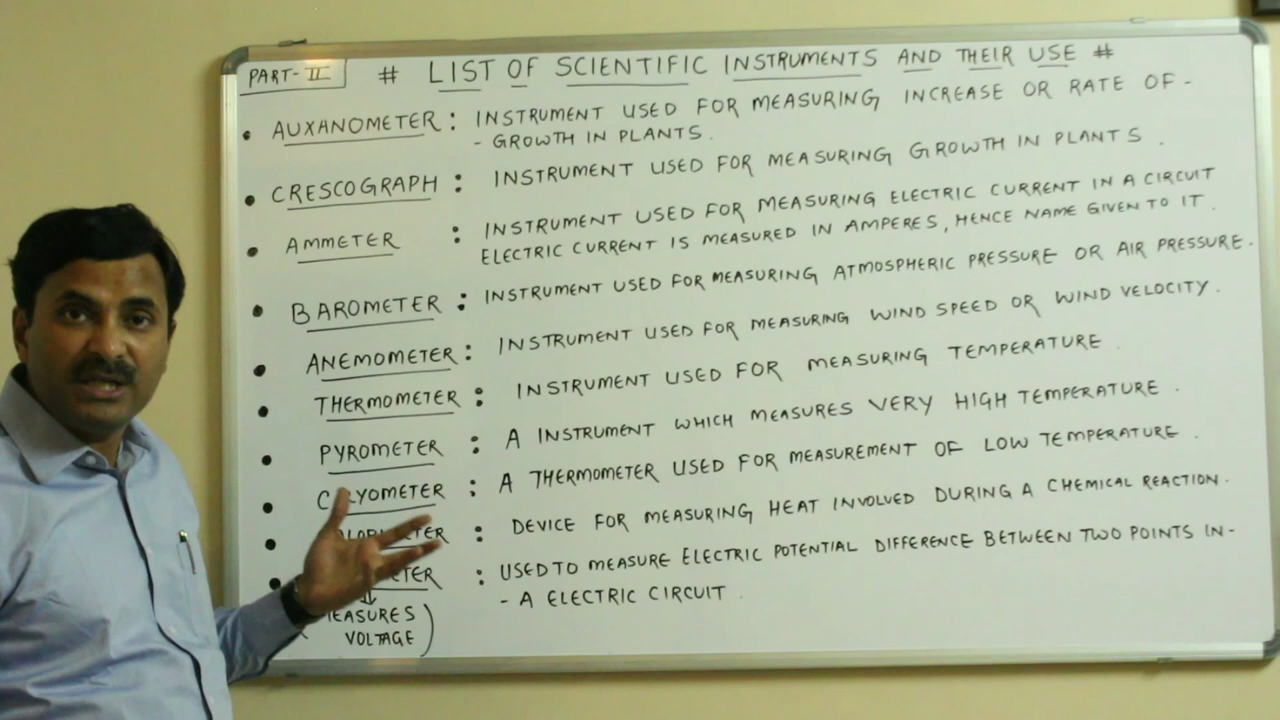 PART-II # LIST OF SCIENTIFIC INSTRUMENTS AND THEIR USE #
• AUXANOMETER : INSTRUMENT USED FOR MEASURING INCREASE OR RATE OF -
- GROWTH IN PLANTS.
• CRESCOGRAPH : INSTRUMENT USED FOR MEASURING GROWTH IN PLANTS.
• AMMETER : INSTRUMENT USED FOR MEASURING ELECTRIC CURRENT IN A CIRCUIT
ELECTRIC CURRENT IS MEASURED IN AMPERES, HENCE NAME GIVEN TO IT.
• BAROMETER : INSTRUMENT USED FOR MEASURING ATMOSPHERIC PRESSURE OR AIR PRESSURE.
• ANEMOMETER : INSTRUMENT USED FOR MEASURING WIND SPEED OR WIND VELOCITY.
• THERMOMETER : INSTRUMENT USED FOR MEASURING TEMPERATURE.
• PYROMETER : A INSTRUMENT WHICH MEASURES VERY HIGH TEMPERATURE.
• CRYOMETER : A THERMOMETER USED FOR MEASUREMENT OF LOW TEMPERATURE.
• : DEVICE FOR MEASURING HEAT INVOLVED DURING A CHEMICAL REACTION.
• : USED TO MEASURE ELECTRIC POTENTIAL DIFFERENCE BETWEEN TWO POINTS IN -
- A ELECTRIC CIRCUIT.
(MEASURES
VOLTAGE)